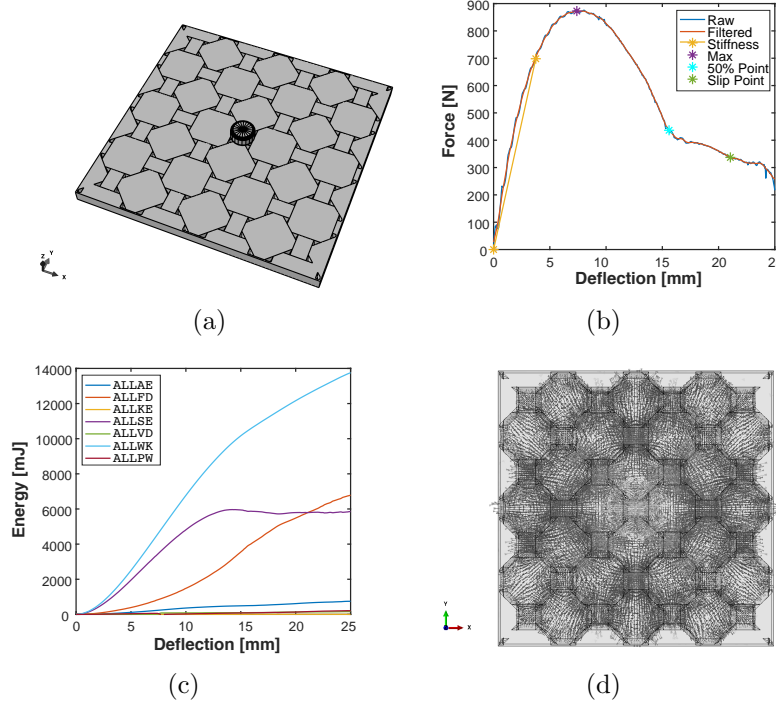 Z
Y
X
(a)
900
800
700
600
500
400
300
200
100
0
Force [N]
0
5
10
15
20
2
Deflection [mm]
Raw
Filtered
Stiffness
Max
50% Point
Slip Point
(b)
14000
12000
10000
8000
6000
4000
2000
0
Energy [mJ]
0
5
10
15
20
25
Deflection [mm]
ALLAE
ALLFD
ALLKE
ALLSE
ALLVD
ALLWK
ALLPW
(c)
Y
Z
X
(d)